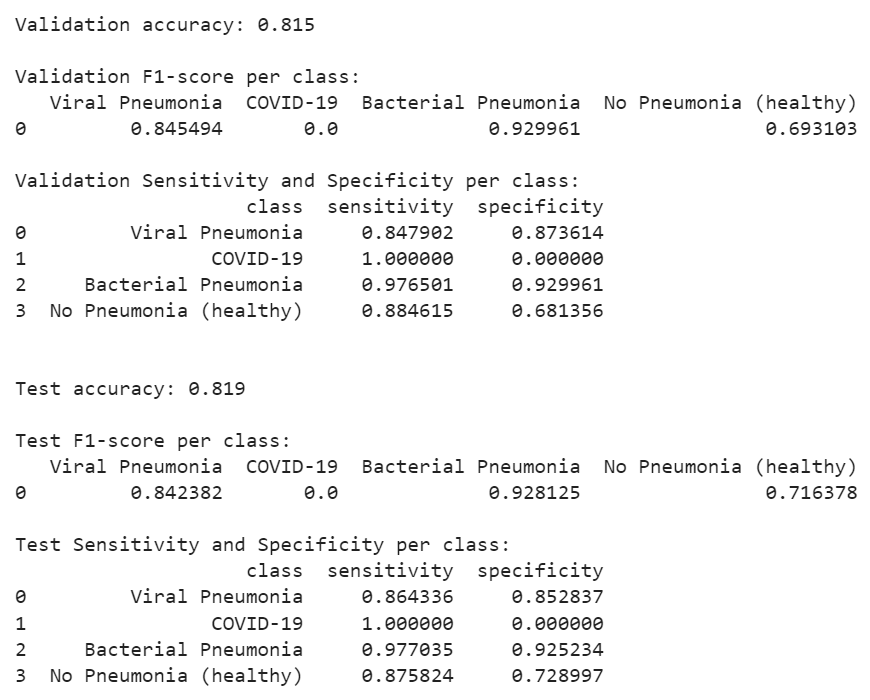 Validation accuracy: 0.815
Validation F1-score per class:
Viral Pneumonia COVID-19 Bacterial Pneumonia No Pneumonia (healthy)
0 0.845494 0.0 0.929961 0.693103
Validation Sensitivity and Specificity per class:
class sensitivity specificity
0 Viral Pneumonia 0.847902 0.873614
1 COVID-19 1.000000 0.000000
2 Bacterial Pneumonia 0.976501 0.929961
3 No Pneumonia (healthy) 0.884615 0.681356
Test accuracy: 0.819
Test F1-score per class:
Viral Pneumonia COVID-19 Bacterial Pneumonia No Pneumonia (healthy)
0 0.842382 0.0 0.928125 0.716378
Test Sensitivity and Specificity per class:
class sensitivity specificity
0 Viral Pneumonia 0.864336 0.852837
1 COVID-19 1.000000 0.000000
2 Bacterial Pneumonia 0.977035 0.925234
3 No Pneumonia (healthy) 0.875824 0.728997